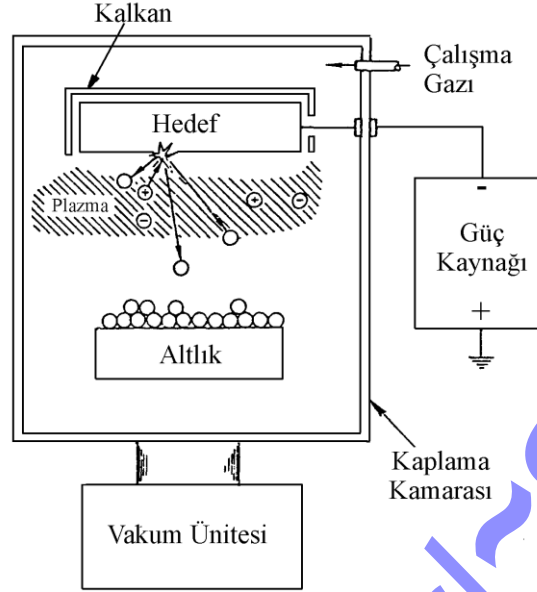 Kalkan
Çalışma
Gazı
Hedef
Plazma
+
-
+
-
-
Güç
Kaynağı
+
Altlık
Kaplama
Kamarası
Vakum Ünitesi